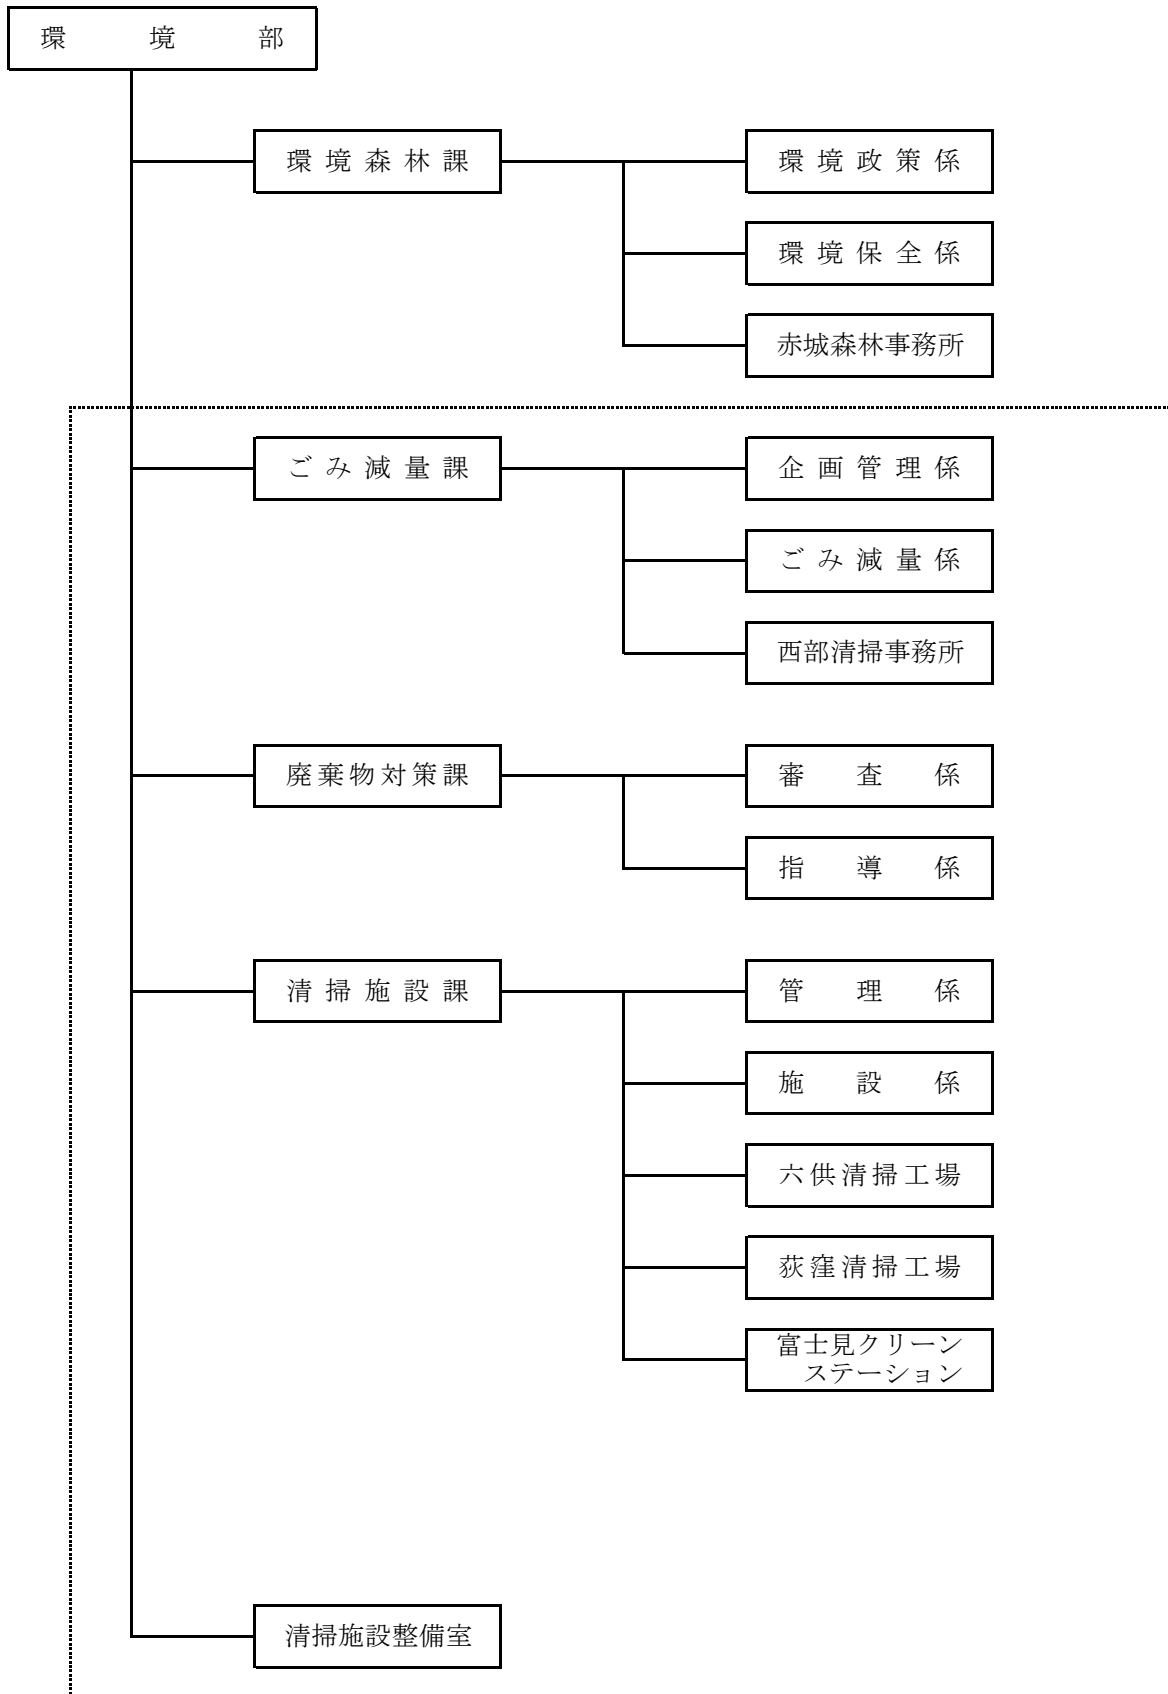 環境部
環境森林課
環境政策係
環境保全係
赤城森林事務所
ごみ減量課
企画管理係
ごみ減量係
西部清掃事務所
廃棄物対策課
審査係
指導係
清掃施設課
管理係
施設係
六供清掃工場
荻窪清掃工場
富士見クリーン
ステーション
清掃施設整備室